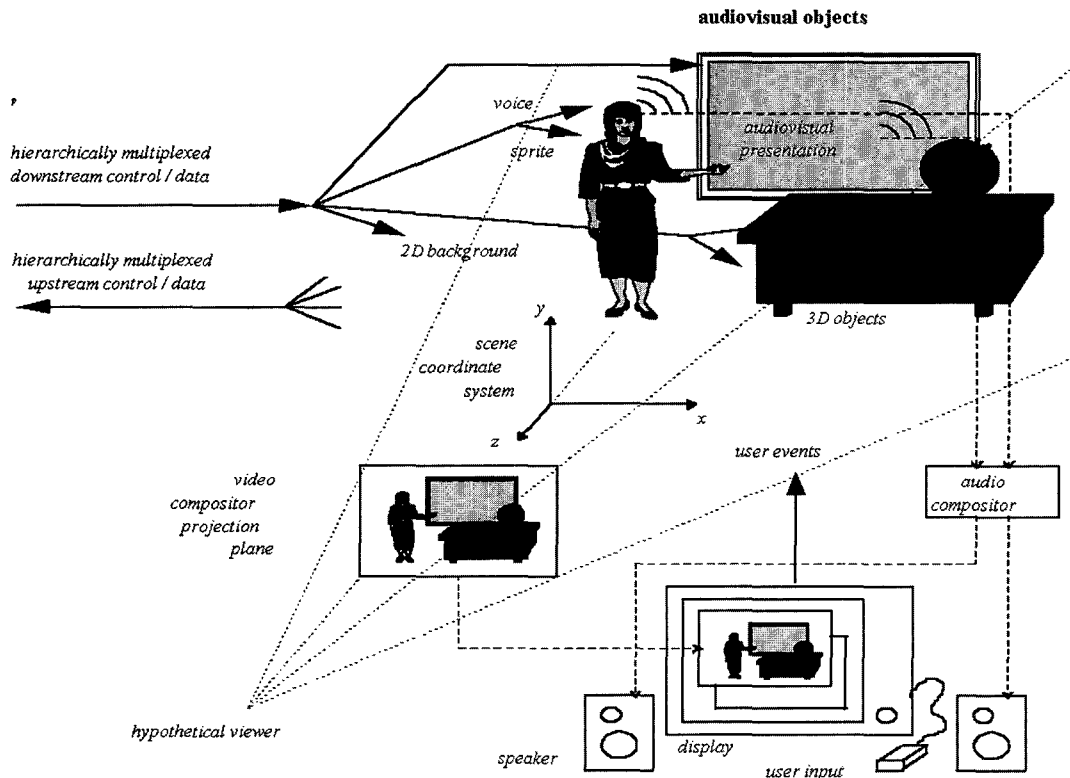 audiovisual objects
,
voice
sprite
audiovisual
presentation
hierarchically multiplexed
downstream control / data
2D background
hierarchically multiplexed
upstream control / data
3D objects
y
scene
coordinate
system
x
z
user events
audio
compositor
video
compositor
projection
plane
hypothetical viewer
speaker
display
user input